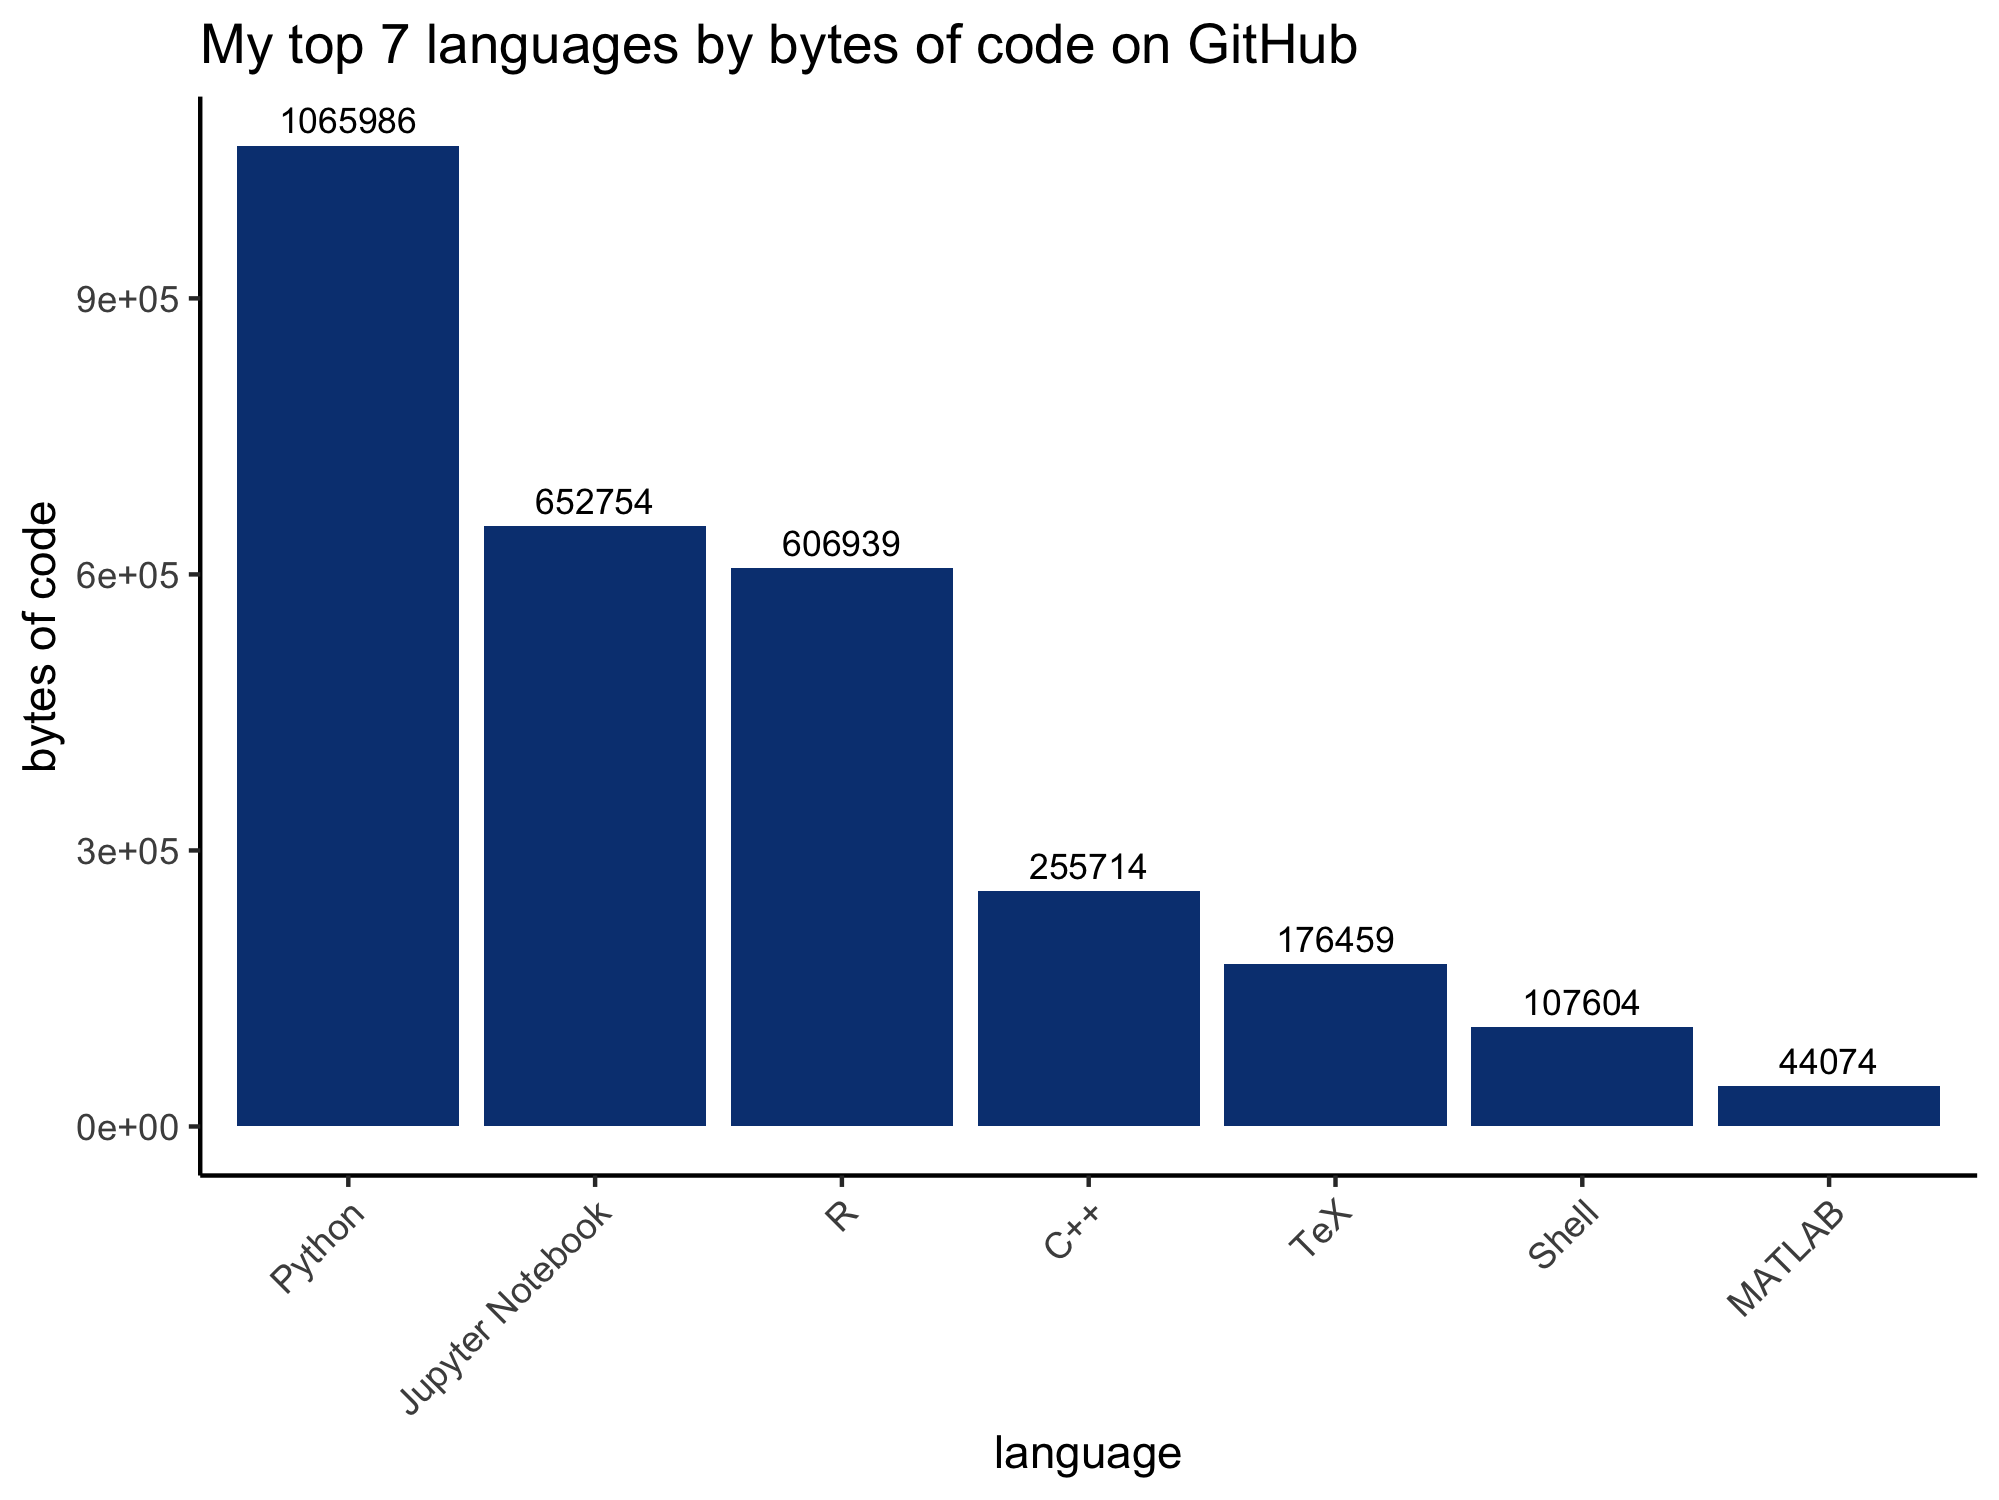 My top 7 languages by bytes of code on GitHub
bytes of code
9e+05
6e+05
3e+05
0e+00
1065986
652754
606939
255714
176459
107604
44074
Python
Jupyter Notebook
R
C++
TeX
Shell
MATLAB
language